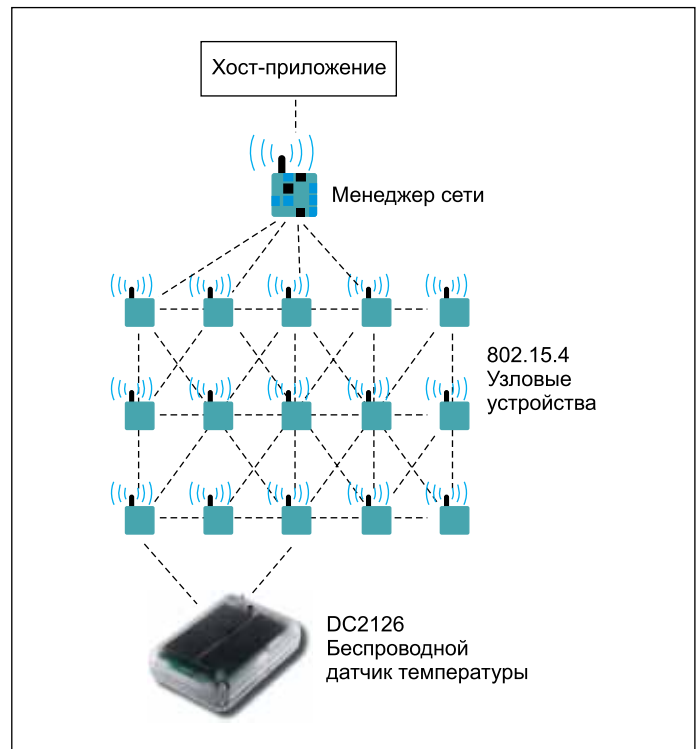 Хост-приложение
Менеджер сети
802.15.4
Узловые
устройства
DC2126
Беспроводной
датчик температуры